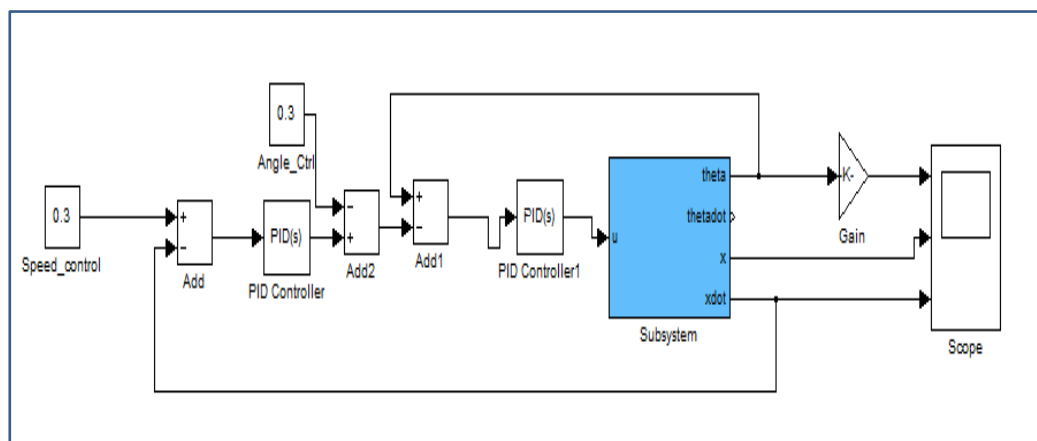 0.3
Angle_Ctrl
0.3
Speed_control
+
−
Add
PID(s)
PID Controller
−
+
Add2
+
−
Add1
PID(s)
PID Controller1
u
theta
thetadot
x
xdot
Subsystem
-K-
Gain
Scope